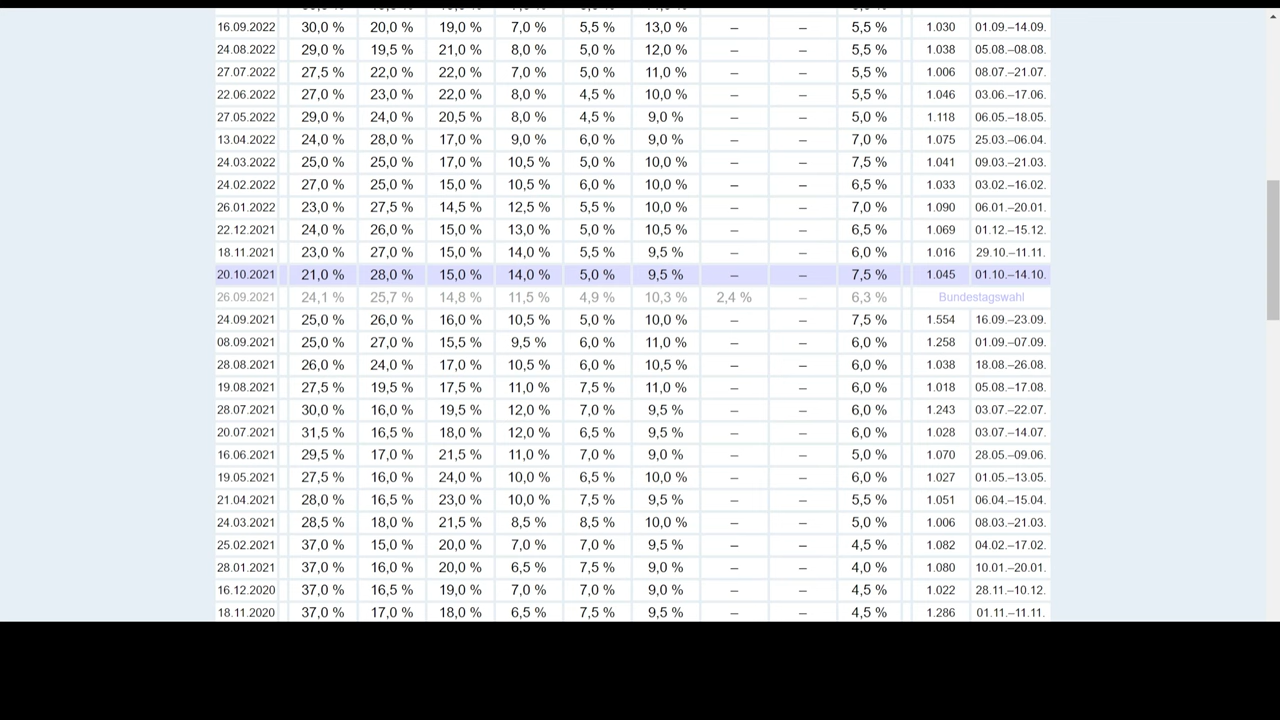 16.09.2022 30,0 % 20,0 % 19,0 % 7,0 % 5,5 % 13,0 % – – 5,5 % 1.030 01.09.–14.09.
24.08.2022 29,0 % 19,5 % 21,0 % 8,0 % 5,0 % 12,0 % – – 5,5 % 1.038 05.08.–08.08.
27.07.2022 27,5 % 22,0 % 22,0 % 7,0 % 5,0 % 11,0 % – – 5,5 % 1.006 08.07.–21.07.
22.06.2022 27,0 % 23,0 % 22,0 % 8,0 % 4,5 % 10,0 % – – 5,5 % 1.046 03.06.–17.06.
27.05.2022 29,0 % 24,0 % 20,5 % 8,0 % 4,5 % 9,0 % – – 5,0 % 1.118 06.05.–18.05.
13.04.2022 24,0 % 28,0 % 17,0 % 9,0 % 6,0 % 9,0 % – – 7,0 % 1.075 25.03.–06.04.
24.03.2022 25,0 % 25,0 % 17,0 % 10,5 % 5,0 % 10,0 % – – 7,5 % 1.041 09.03.–21.03.
24.02.2022 27,0 % 25,0 % 15,0 % 10,5 % 6,0 % 10,0 % – – 6,5 % 1.033 03.02.–16.02.
26.01.2022 23,0 % 27,5 % 14,5 % 12,5 % 5,5 % 10,0 % – – 7,0 % 1.090 06.01.–20.01.
22.12.2021 24,0 % 26,0 % 15,0 % 13,0 % 5,0 % 10,5 % – – 6,5 % 1.069 01.12.–15.12.
18.11.2021 23,0 % 27,0 % 15,0 % 14,0 % 5,5 % 9,5 % – – 6,0 % 1.016 29.10.–11.11.
20.10.2021 21,0 % 28,0 % 15,0 % 14,0 % 5,0 % 9,5 % – – 7,5 % 1.045 01.10.–14.10.
26.09.2021 24,1 % 25,7 % 14,8 % 11,5 % 4,9 % 10,3 % 2,4 % – 6,3 % Bundestagswahl
24.09.2021 25,0 % 26,0 % 16,0 % 10,5 % 5,0 % 10,0 % – – 7,5 % 1.554 16.09.–23.09.
08.09.2021 25,0 % 27,0 % 15,5 % 9,5 % 6,0 % 11,0 % – – 6,0 % 1.258 01.09.–07.09.
28.08.2021 26,0 % 24,0 % 17,0 % 10,5 % 6,0 % 10,5 % – – 6,0 % 1.038 18.08.–26.08.
19.08.2021 27,5 % 19,5 % 17,5 % 11,0 % 7,5 % 11,0 % – – 6,0 % 1.018 05.08.–17.08.
28.07.2021 30,0 % 16,0 % 19,5 % 12,0 % 7,0 % 9,5 % – – 6,0 % 1.243 03.07.–22.07.
20.07.2021 31,5 % 16,5 % 18,0 % 12,0 % 6,5 % 9,5 % – – 6,0 % 1.028 03.07.–14.07.
16.06.2021 29,5 % 17,0 % 21,5 % 11,0 % 7,0 % 9,0 % – – 5,0 % 1.070 28.05.–09.06.
19.05.2021 27,5 % 16,0 % 24,0 % 10,0 % 6,5 % 10,0 % – – 6,0 % 1.027 01.05.–13.05.
21.04.2021 28,0 % 16,5 % 23,0 % 10,0 % 7,5 % 9,5 % – – 5,5 % 1.051 06.04.–15.04.
24.03.2021 28,5 % 18,0 % 21,5 % 8,5 % 8,5 % 10,0 % – – 5,0 % 1.006 08.03.–21.03.
25.02.2021 37,0 % 15,0 % 20,0 % 7,0 % 7,0 % 9,5 % – – 4,5 % 1.082 04.02.–17.02.
28.01.2021 37,0 % 16,0 % 20,0 % 6,5 % 7,5 % 9,0 % – – 4,0 % 1.080 10.01.–20.01.
16.12.2020 37,0 % 16,5 % 19,0 % 7,0 % 7,0 % 9,0 % – – 4,5 % 1.022 28.11.–10.12.
18.11.2020 37,0 % 17,0 % 18,0 % 6,5 % 7,5 % 9,5 % – – 4,5 % 1.286 01.11.–11.11.